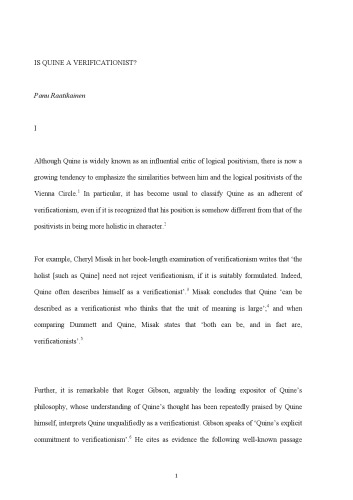 IS QUINE A VERIFICATIONIST?
Panu Raatikainen
I
Although Quine is widely known as an influential critic of logical positivism, there is now a
growing tendency to emphasize the similarities between him and the logical positivists of the
Vienna Circle.1 In particular, it has become usual to classify Quine as an adherent of
verificationism, even if it is recognized that his position is somehow different from that of the
positivists in being more holistic in character.2
For example, Cheryl Misak in her book-length examination of verificationism writes that ‘the
holist [such as Quine] need not reject verificationism, if it is suitably formulated. Indeed,
Quine often describes himself as a verificationist’.3 Misak concludes that Quine ‘can be
described as a verificationist who thinks that the unit of meaning is large’;4 and when
comparing Dummett and Quine, Misak states that ‘both can be, and in fact are,
verificationists’.5
Further, it is remarkable that Roger Gibson, arguably the leading expositor of Quine’s
philosophy, whose understanding of Quine’s thought has been repeatedly praised by Quine
himself, interprets Quine unqualifiedly as a verificationist. Gibson speaks of ‘Quine’s explicit
commitment to verificationism’.6 He cites as evidence the following well-known passage
1